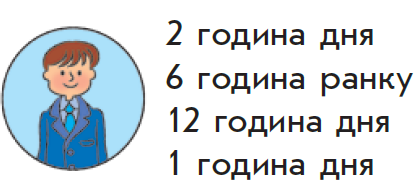 2 година дня
6 година ранку
12 година дня
1 година дня